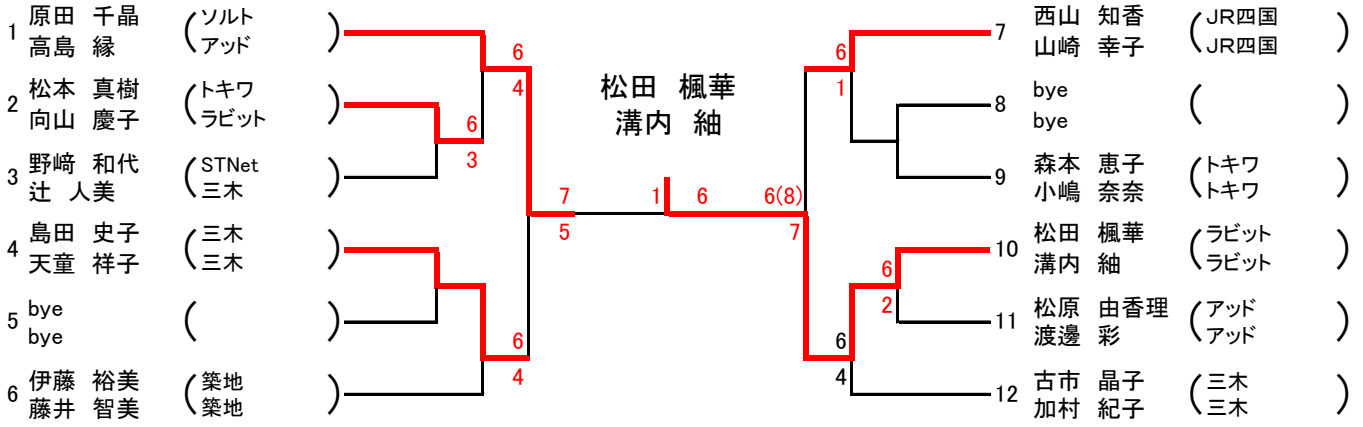 1 原田 千晶 (ソルト
高島 縁 アッド)
2 松本 真樹 (トキワ
向山 慶子 ラビット)
3 野﨑 和代 (STNet
辻 人美 三木)
4 島田 史子 (三木
天童 祥子 三木)
5 bye (
bye )
6 伊藤 裕美 (築地
藤井 智美 築地)
6
3
6
4
6
4
7
5
松田 楓華
溝内 紬
1 6
6(8)
7
6
1
6
2
6
4
7 西山 知香 (JR四国
山崎 幸子 JR四国)
8 bye (
bye )
9 森本 恵子 (トキワ
小嶋 奈奈 トキワ)
10 松田 楓華 (ラビット
溝内 紬 ラビット)
11 松原 由香理 (アッド
渡邊 彩 アッド)
12 古市 晶子 (三木
加村 紀子 三木)